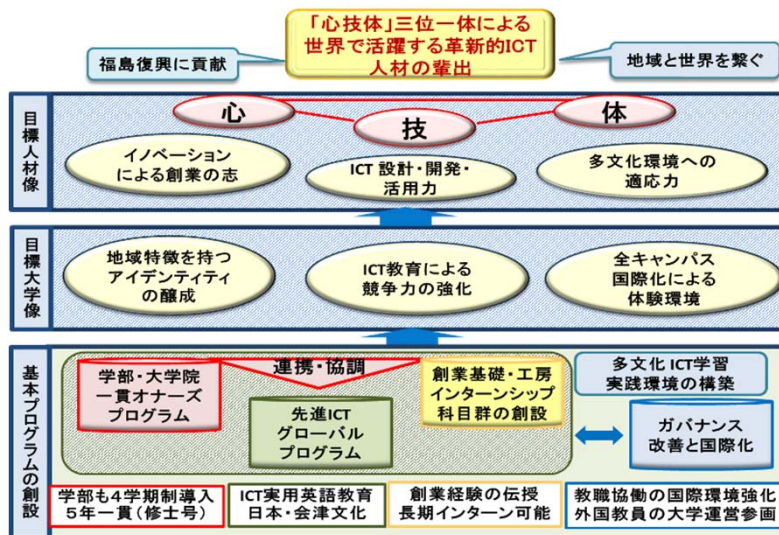 「心技体」三位一体による
世界で活躍する革新的ICT
人材の輩出
福島復興に貢献
地域と世界を繋ぐ
目標人材像
心
技
体
イノベーション
による創業の志
ICT 設計・開発・
活用力
多文化環境への
適応力
目標大学像
地域特徴を持つ
アイデンティティ
の醸成
ICT教育による
競争力の強化
全キャンパス
国際化による
体験環境
基本プログラムの創設
連携・協調
学部・大学院
一貫オナーズ
プログラム
先進ICT
グローバル
プログラム
創業基礎・工房
インターンシップ
科目群の創設
多文化 ICT学習
実践環境の構築
ガバナンス
改善と国際化
学部も4学期制導入
5年一貫(修士号)
ICT実用英語教育
日本・会津文化
創業経験の伝授
長期インターン可能
教職協働の国際環境強化
外国教員の大学運営参画